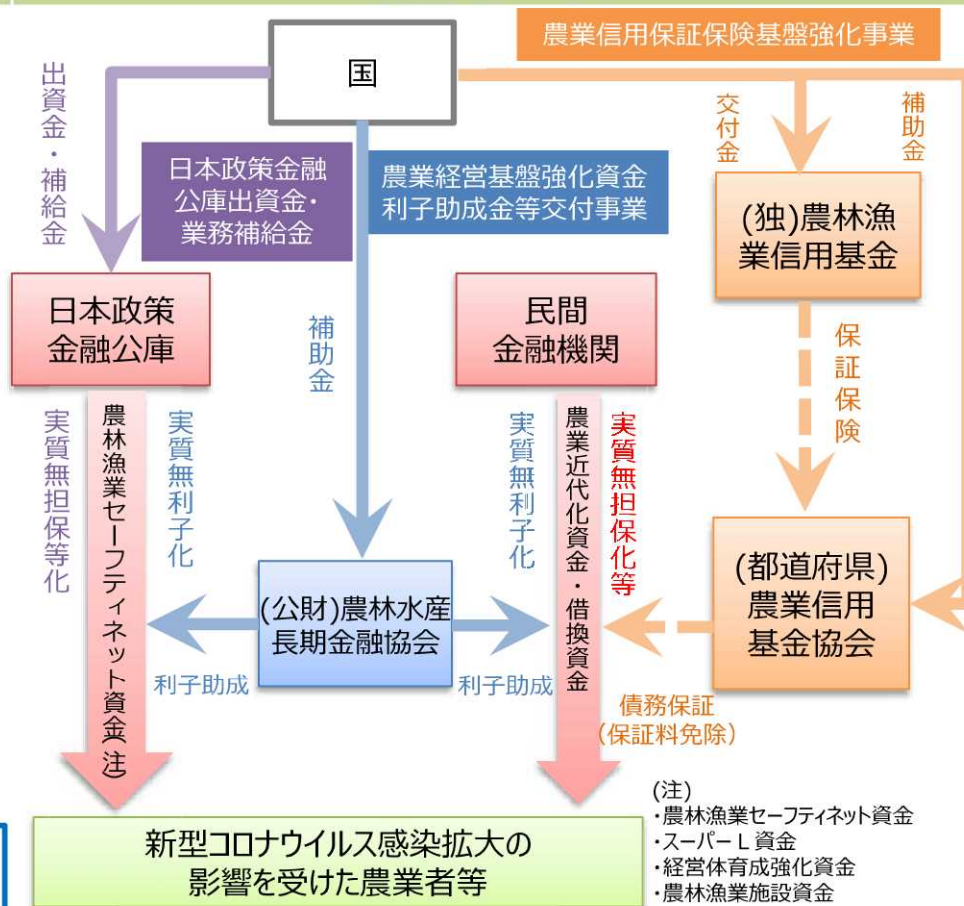 農業信用保証保険基盤強化事業
国
出資金・補給金
交付金
補助金
日本政策金融
公庫出資金・
業務補給金
農業経営基盤強化資金
利子助成金等交付事業
(独)農林漁
業信用基金
日本政策
金融公庫
補助金
民間
金融機関
保証保険
実質無担保等化
農林漁業セーフティネット資金(注)
実質無利子化
実質無利子化
農業近代化資金・借換資金
実質無担保化等
(公財)農林水産
長期金融協会
(都道府県)
農業信用
基金協会
利子助成
利子助成
債務保証
(保証料免除)
新型コロナウイルス感染拡大の
影響を受けた農業者等
(注)
・農林漁業セーフティネット資金
・スーパーL資金
・経営体育成強化資金
・農林漁業施設資金